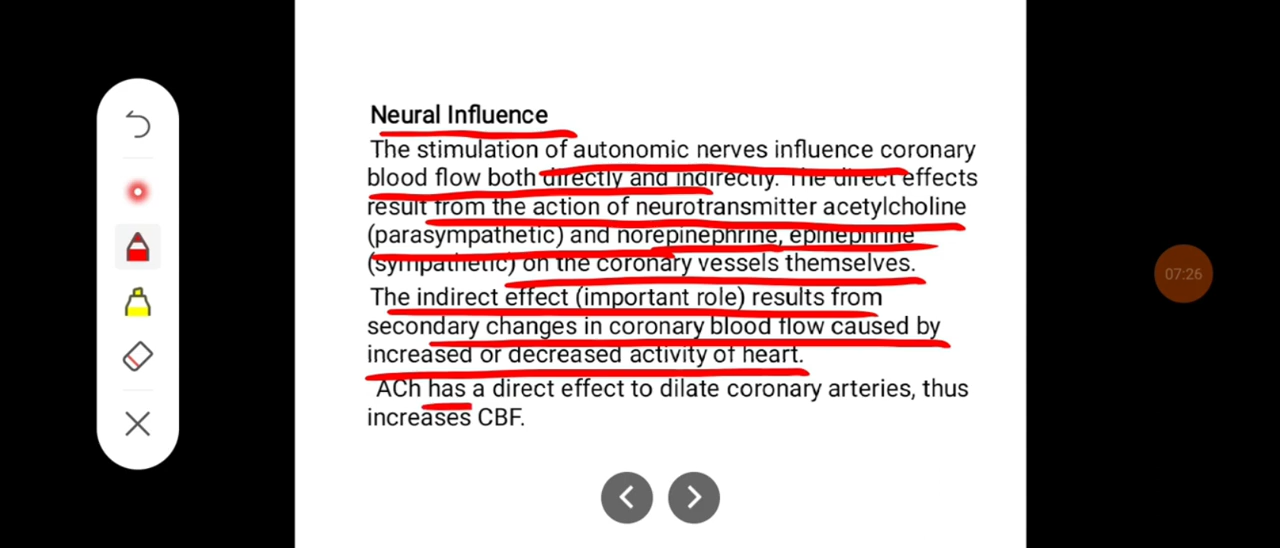 Neural Influence
The stimulation of autonomic nerves influence coronary
blood flow both directly and indirectly. The direct effects
result from the action of neurotransmitter acetylcholine
(parasympathetic) and norepinephrine, epinephrine
(sympathetic) on the coronary vessels themselves.
The indirect effect (important role) results from
secondary changes in coronary blood flow caused by
increased or decreased activity of heart.
ACh has a direct effect to dilate coronary arteries, thus
increases CBF.
07:26